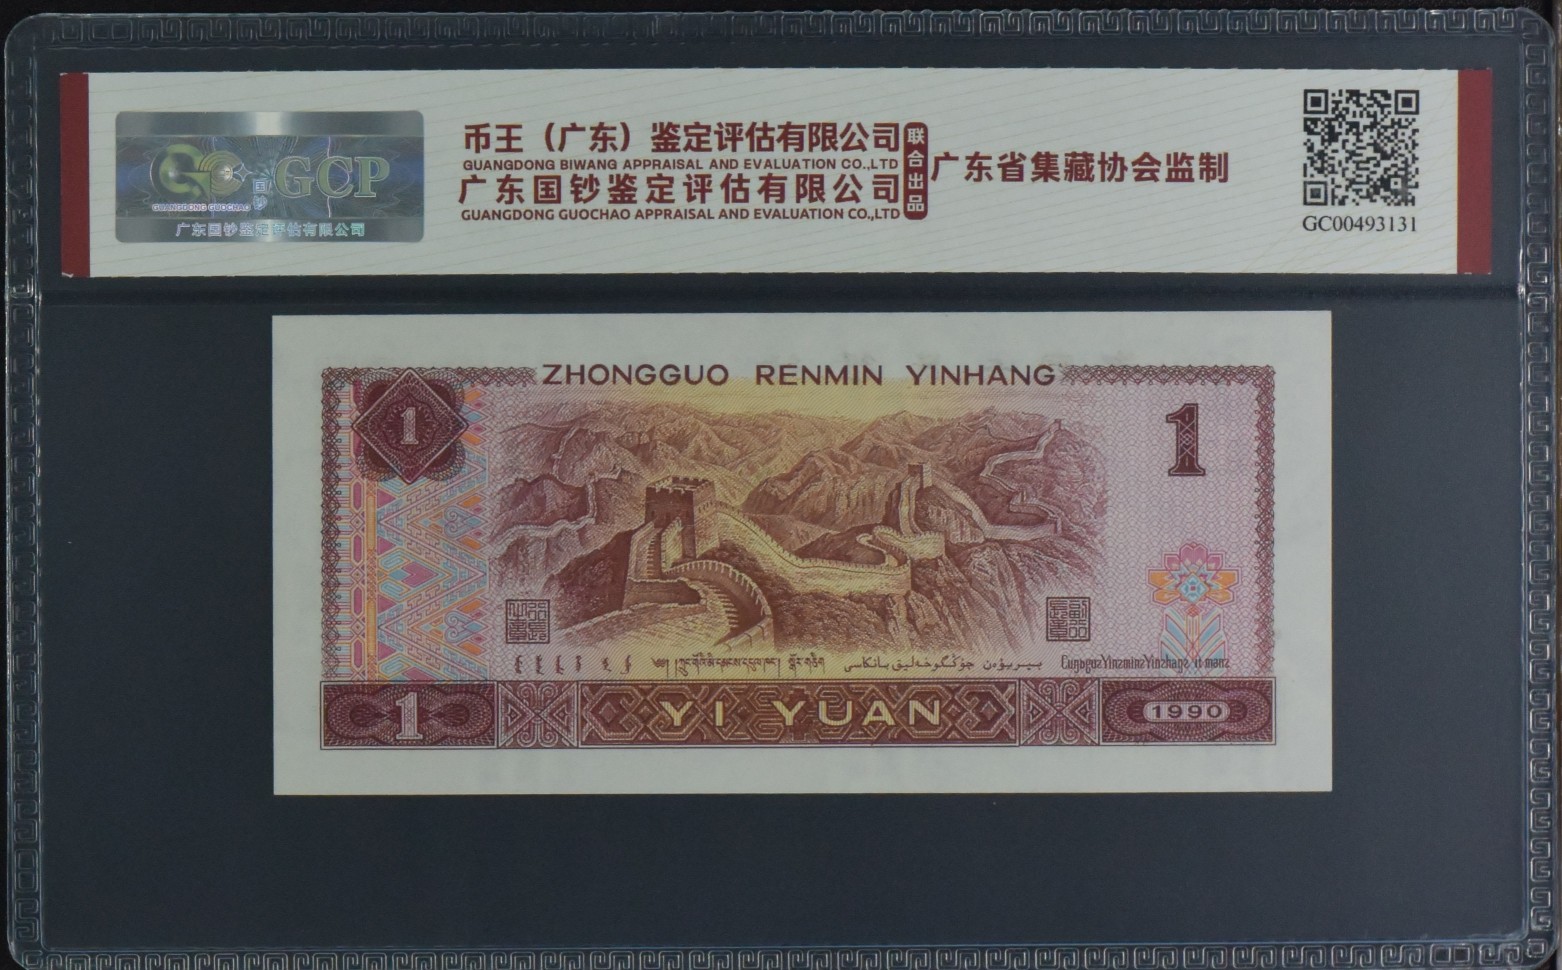 币王（广东）鉴定评估有限公司
GUANGDONG BIWANG APPRAISAL AND EVALUATION CO.,LTD
广东国钞鉴定评估有限公司
GUANGDONG GUOCHAO APPRAISAL AND EVALUATION CO.,LTD
联合出品
广东省集藏协会监制
GC00493131
GCP
国钞
GUANGDONG GUOCHAO
广东国钞鉴定评估有限公司
ZHONGGUO RENMIN YINHANG
1
1
1
YI YUAN
1990